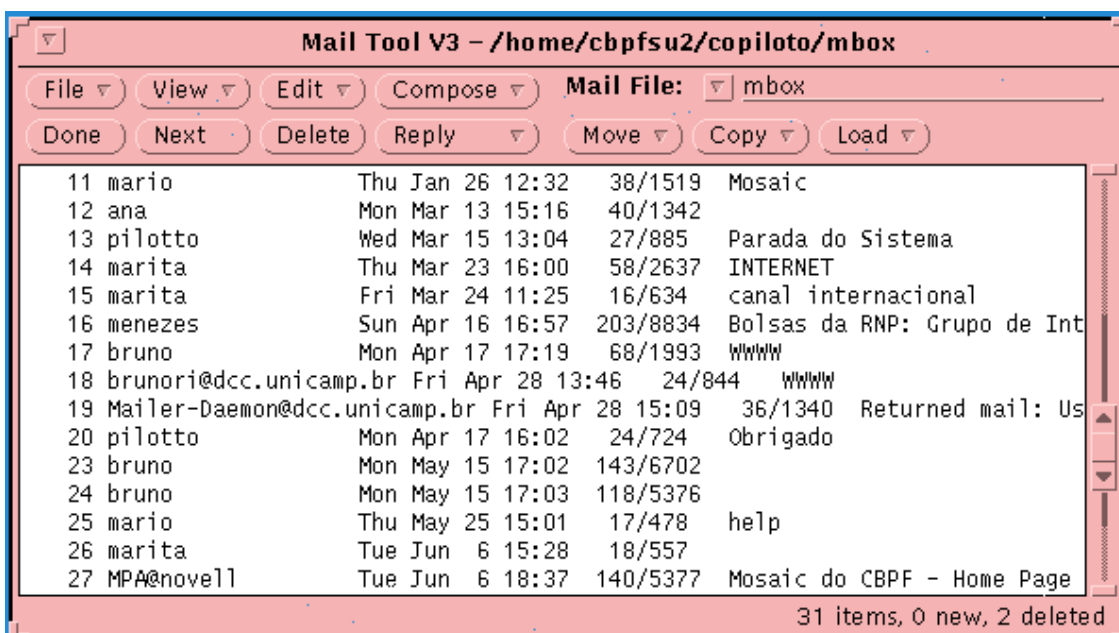 Mail Tool V3 – /home/cbpfsu2/copiloto/mbox
File View Edit Compose Mail File: mbox
Done Next Delete Reply Move Copy Load
11 mario Thu Jan 26 12:32 38/1519 Mosaic
12 ana Mon Mar 13 15:16 40/1342
13 pilotto Wed Mar 15 13:04 27/885 Parada do Sistema
14 marita Thu Mar 23 16:00 58/2637 INTERNET
15 marita Fri Mar 24 11:25 16/634 canal internacional
16 menezes Sun Apr 16 16:57 203/8834 Bolsas da RNP: Grupo de Int
17 bruno Mon Apr 17 17:19 68/1993 WWWW
18 brunori@dcc.unicamp.br Fri Apr 28 13:46 24/844 WWWW
19 Mailer-Daemon@dcc.unicamp.br Fri Apr 28 15:09 36/1340 Returned mail: Us
20 pilotto Mon Apr 17 16:02 24/724 Obrigado
23 bruno Mon May 15 17:02 143/6702
24 bruno Mon May 15 17:03 118/5376
25 mario Thu May 25 15:01 17/478 help
26 marita Tue Jun 6 15:28 18/557
27 MPA@novell Tue Jun 6 18:37 140/5377 Mosaic do CBPF - Home Page
31 items, 0 new, 2 deleted